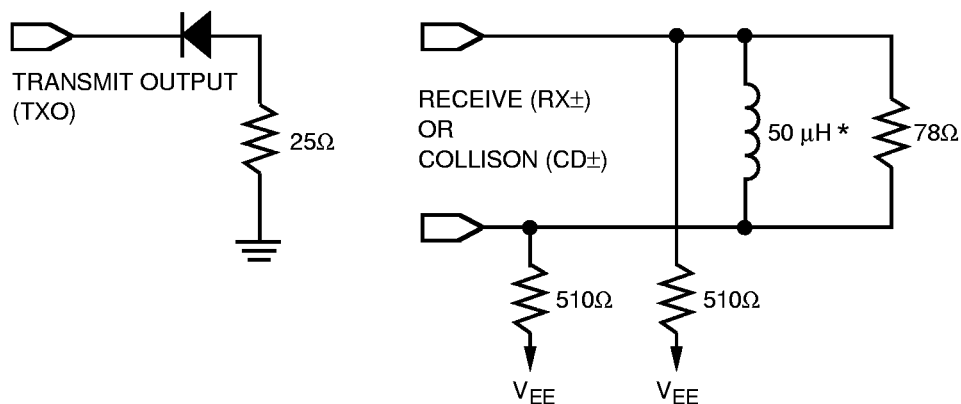 TRANSMIT OUTPUT
(TXO)
25Ω
RECEIVE (RX±)
OR
COLLISON (CD±)
50 μH *
78Ω
510Ω
510Ω
VEE
VEE